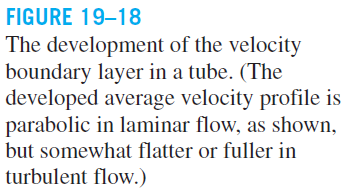 FIGURE 19–18
The development of the velocity
boundary layer in a tube. (The
developed average velocity profile is
parabolic in laminar flow, as shown,
but somewhat flatter or fuller in
turbulent flow.)